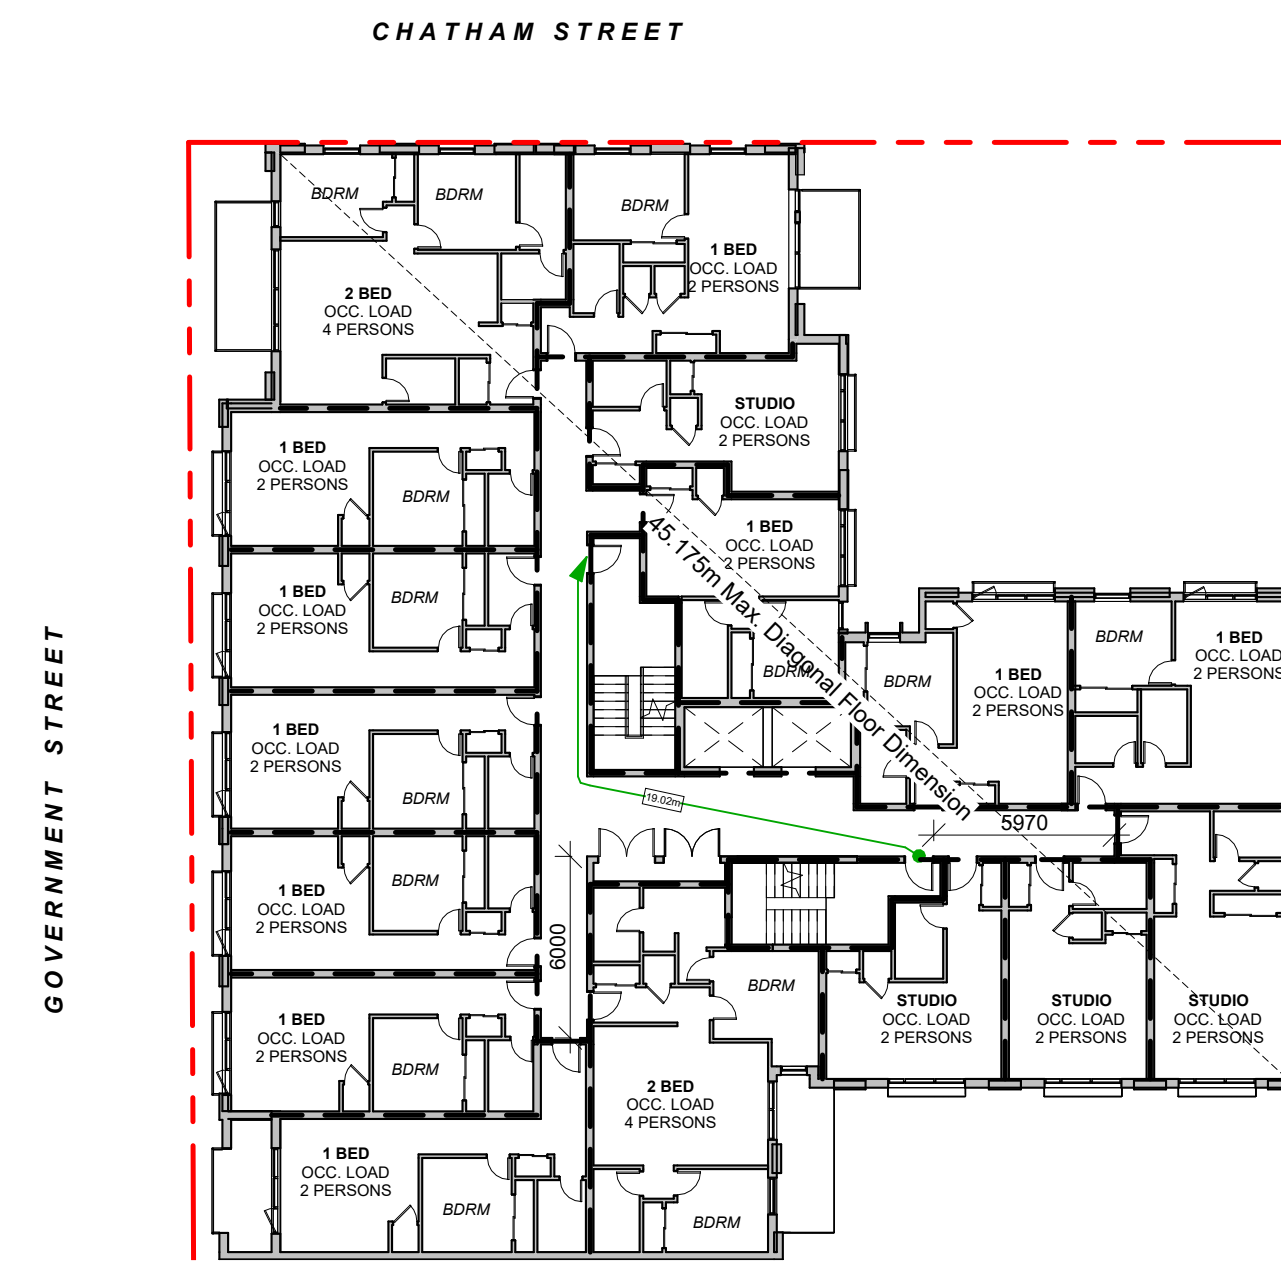 CHATHAM STREET
GOVERNMENT STREET
BDRM
BDRM
BDRM
1 BED
OCC. LOAD
2 PERSONS
2 BED
OCC. LOAD
4 PERSONS
STUDIO
OCC. LOAD
2 PERSONS
1 BED
OCC. LOAD
2 PERSONS
BDRM
1 BED
OCC. LOAD
2 PERSONS
45.175m Max. Diagonal Floor Dimension
1 BED
OCC. LOAD
2 PERSONS
BDRM
BDRM
BDRM
1 BED
OCC. LOAD
2 PERSONS
BDRM
1 BED
OCC. LOAD
2 PERSONS
1 BED
OCC. LOAD
2 PERSONS
BDRM
19.02m
5970
1 BED
OCC. LOAD
2 PERSONS
BDRM
6000
BDRM
1 BED
OCC. LOAD
2 PERSONS
BDRM
STUDIO
OCC. LOAD
2 PERSONS
STUDIO
OCC. LOAD
2 PERSONS
STUDIO
OCC. LOAD
2 PERSONS
2 BED
OCC. LOAD
4 PERSONS
1 BED
OCC. LOAD
2 PERSONS
BDRM
BDRM